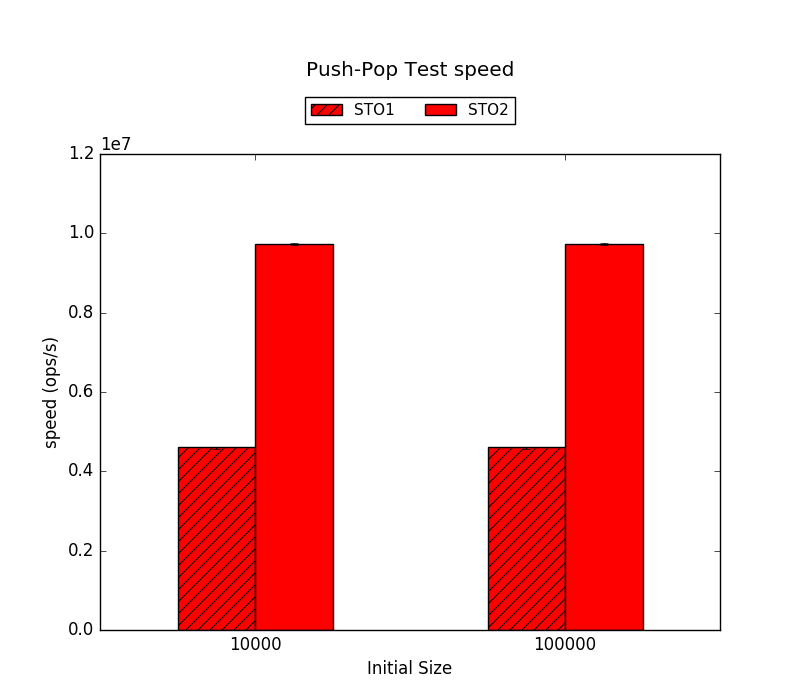 Push-Pop Test speed
STO1 STO2
1e7
1.2
1.0
0.8
0.6
0.4
0.2
0.0
speed (ops/s)
10000 100000
Initial Size